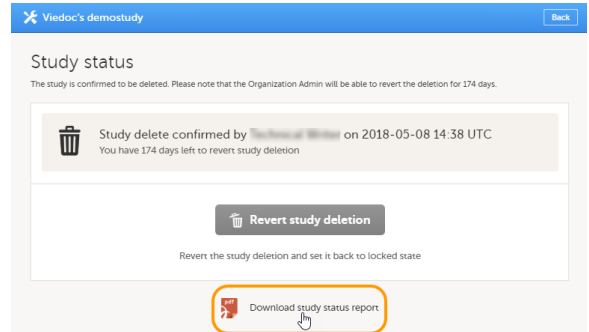 Viedoc's demostudy
Back
Study status
The study is confirmed to be deleted. Please note that the Organization Admin will be able to revert the deletion for 174 days.
Study delete confirmed by on 2018-05-08 14:38 UTC
You have 174 days left to revert study deletion
Revert study deletion
Revert the study deletion and set it back to locked state
pdf
Download study status report